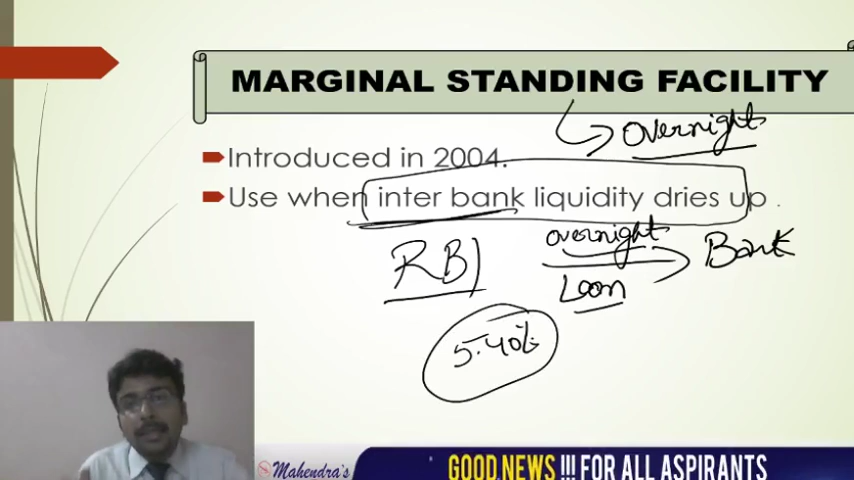 MARGINAL STANDING FACILITY
overnight
Introduced in 2004.
Use when inter bank liquidity dries up .
RBI
overnight
Loan
Bank
5.40%
Mahendra's
GOOD NEWS !!! FOR ALL ASPIRANTS